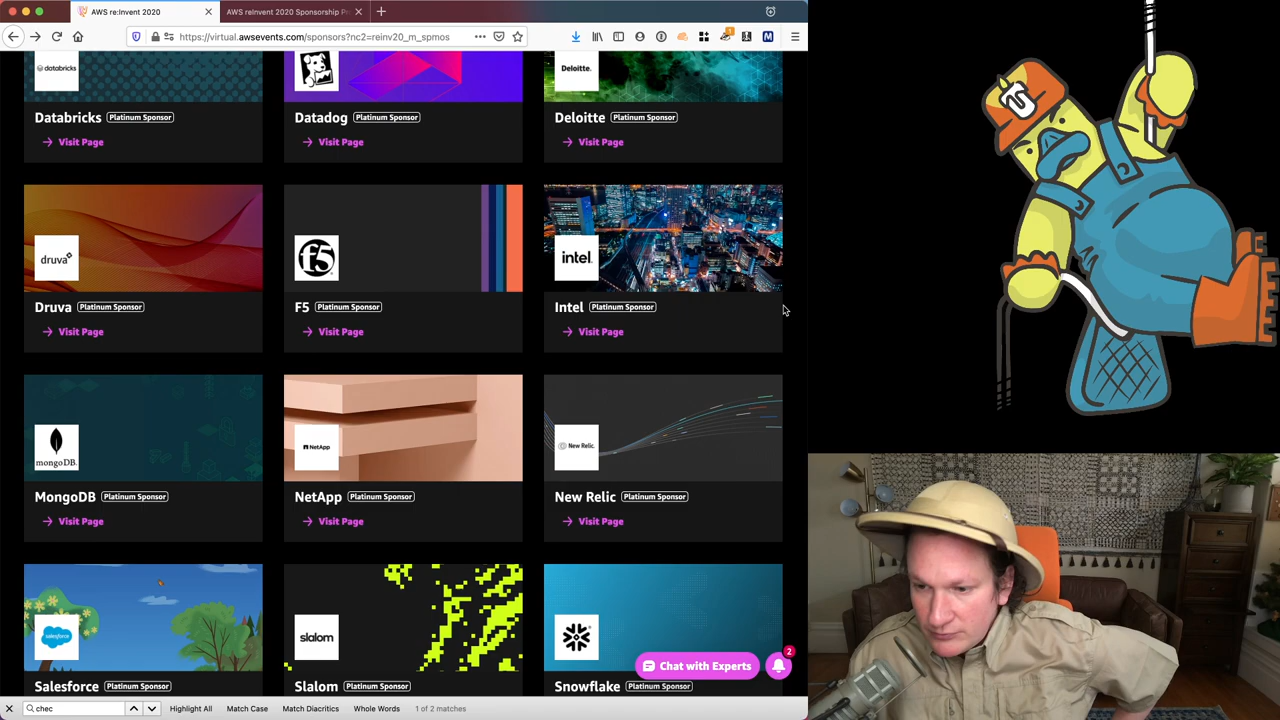 AWS re:Invent 2020
AWS reInvent 2020 Sponsorship P
https://virtual.awsevents.com/sponsors?nc2=reinv20_m_spmos
databricks
Deloitte.
Databricks Platinum Sponsor
Visit Page
Datadog Platinum Sponsor
Visit Page
Deloitte Platinum Sponsor
Visit Page
druva
f5
intel.
Druva Platinum Sponsor
Visit Page
F5 Platinum Sponsor
Visit Page
Intel Platinum Sponsor
Visit Page
mongoDB.
NetApp
New Relic.
MongoDB Platinum Sponsor
Visit Page
NetApp Platinum Sponsor
Visit Page
New Relic Platinum Sponsor
Visit Page
salesforce
slalom
Salesforce Platinum Sponsor
Slalom Platinum Sponsor
Snowflake Platinum Sponsor
Chat with Experts
2
chec
Highlight All
Match Case
Match Diacritics
Whole Words
1 of 2 matches